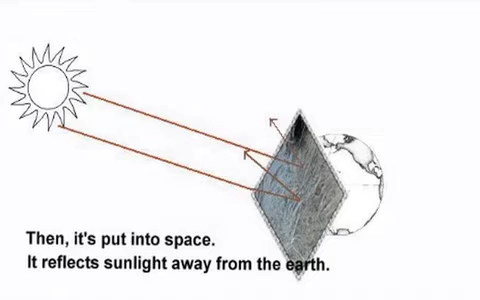 Then, it's put into space.
It reflects sunlight away from the earth.